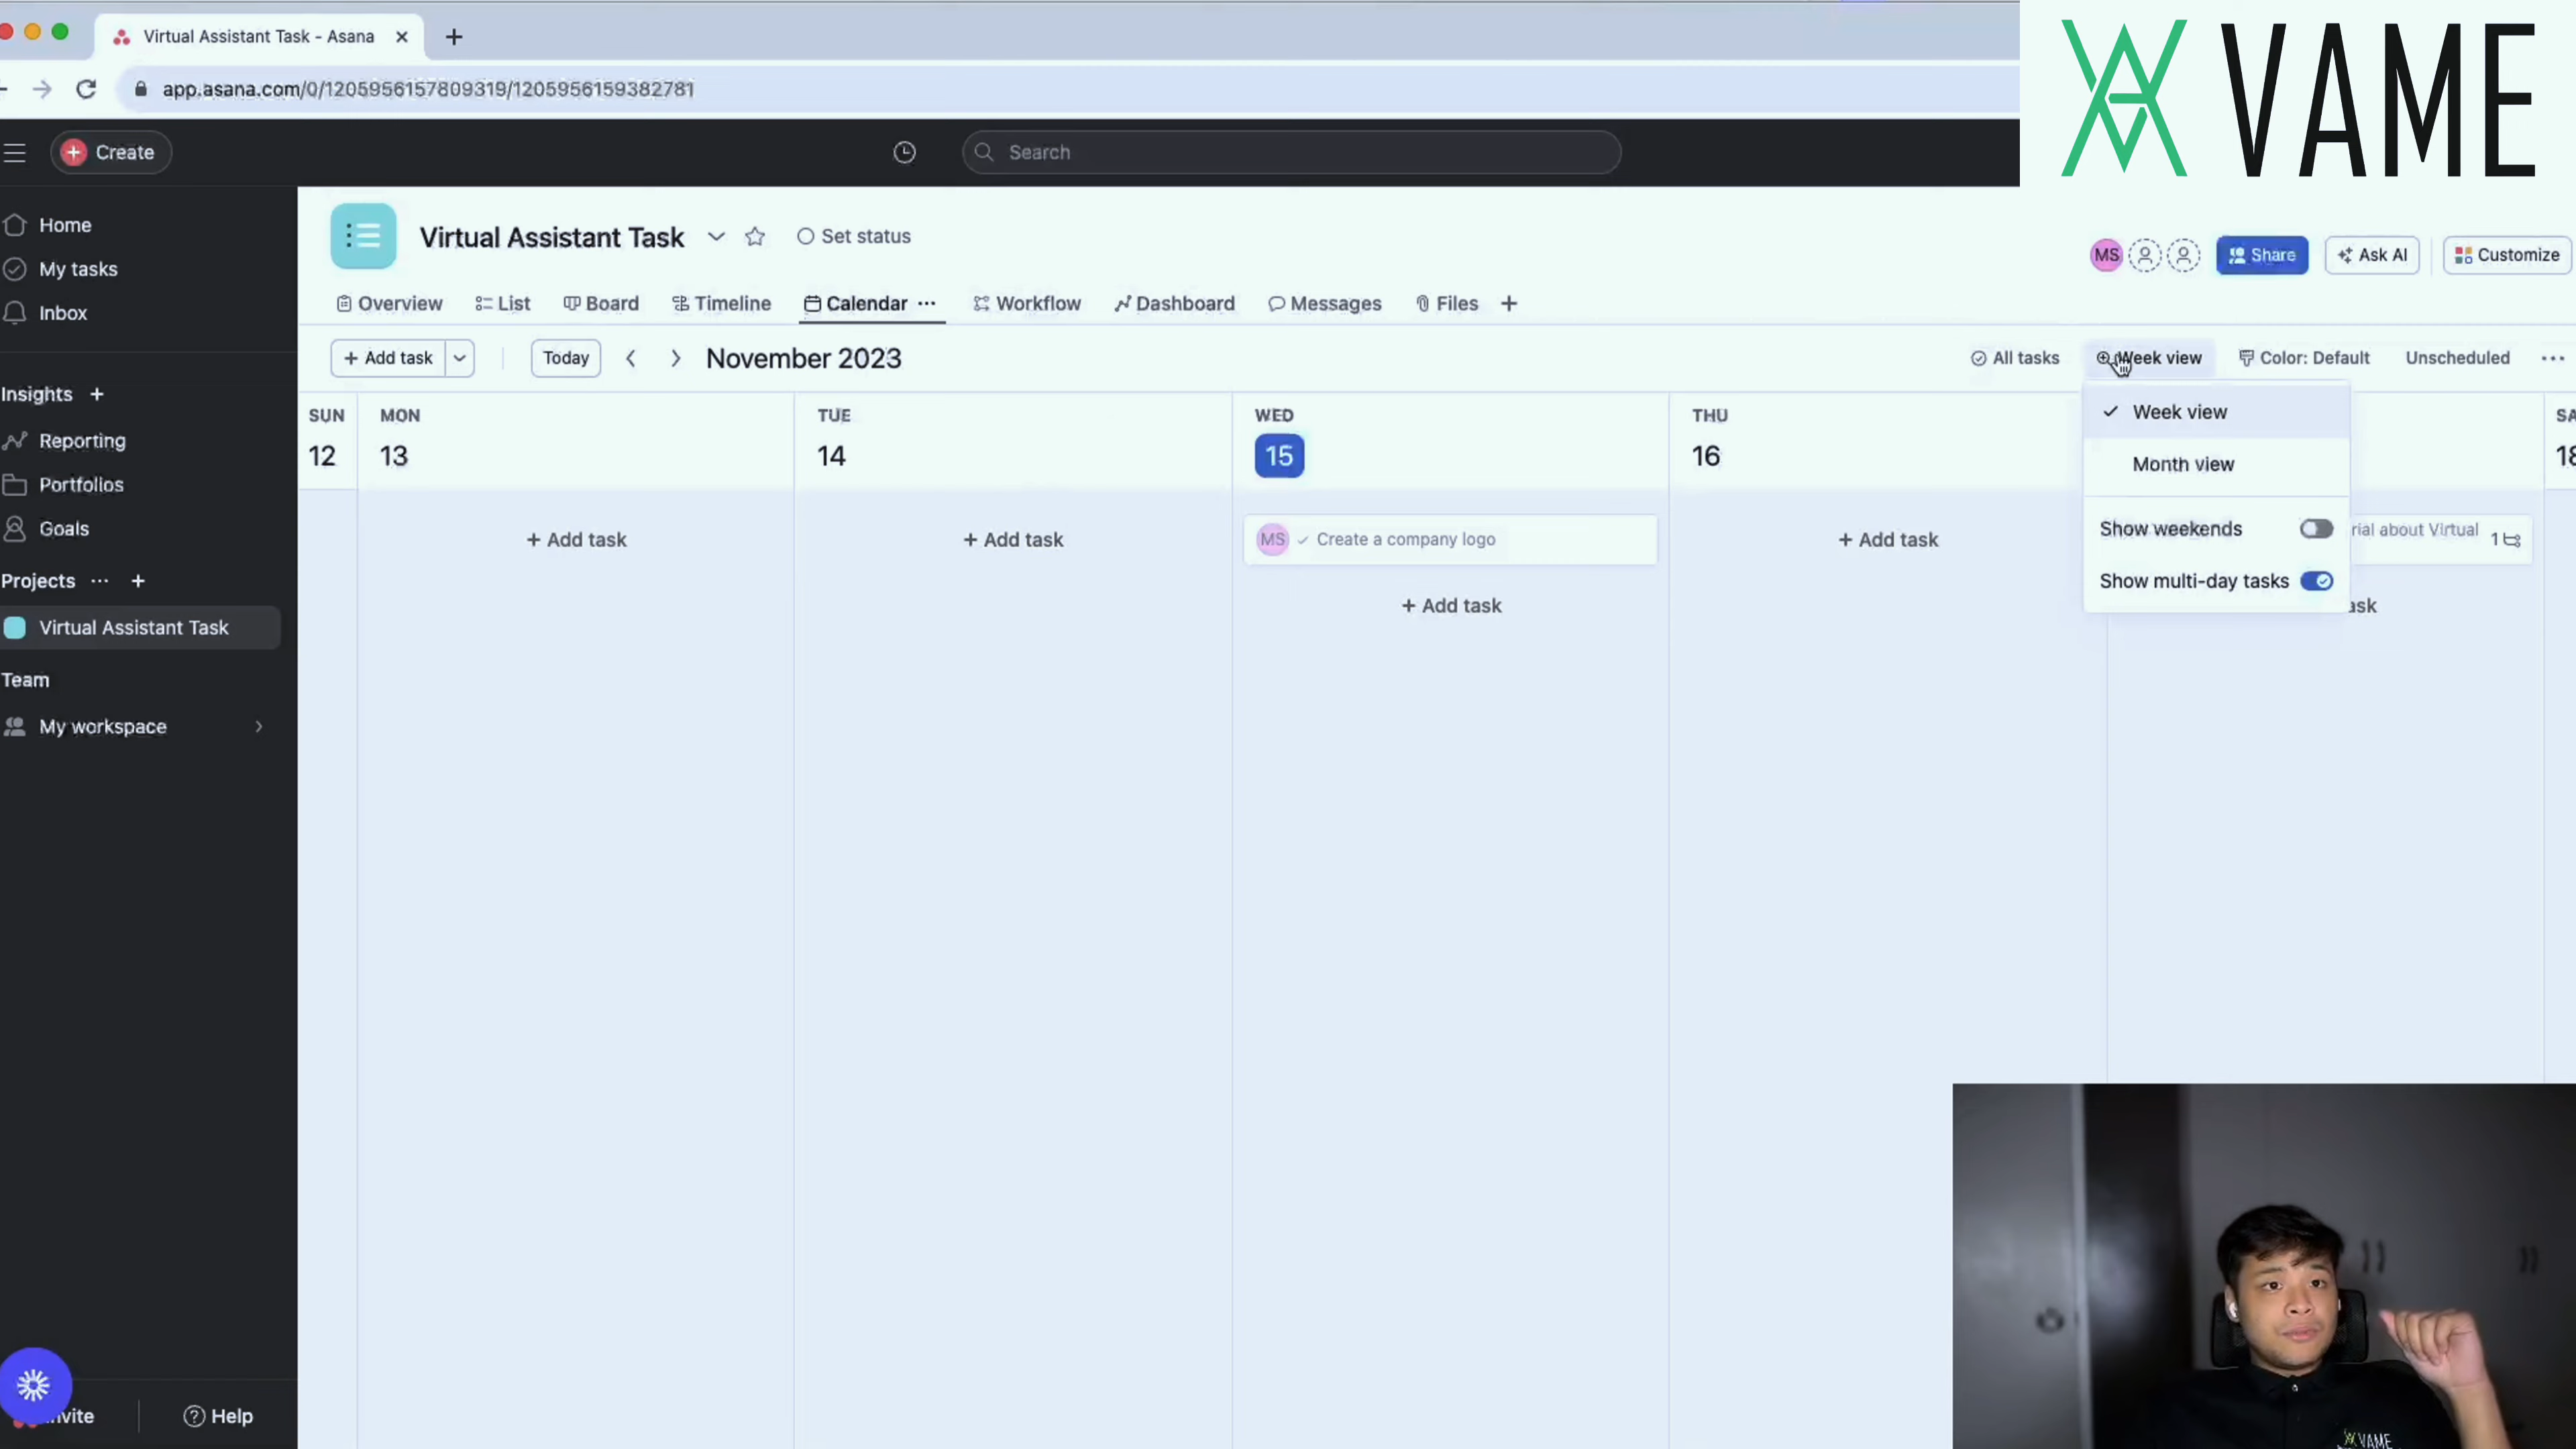 Virtual Assistant Task - Asana
app.asana.com/0/1205956157809319/1205956159382781
VAME
Create
Search
Home
My tasks
Inbox
Insights
Reporting
Portfolios
Goals
Projects
Virtual Assistant Task
Team
My workspace
Help
Virtual Assistant Task
Set status
MS
Share
Ask AI
Customize
Overview
List
Board
Timeline
Calendar
Workflow
Dashboard
Messages
Files
Add task
Today
November 2023
All tasks
Week view
Color: Default
Unscheduled
SUN
12
MON
13
TUE
14
WED
15
THU
16
Week view
Month view
Show weekends
Show multi-day tasks
+ Add task
+ Add task
MS Create a company logo
+ Add task
+ Add task
about Virtual
1
VAME